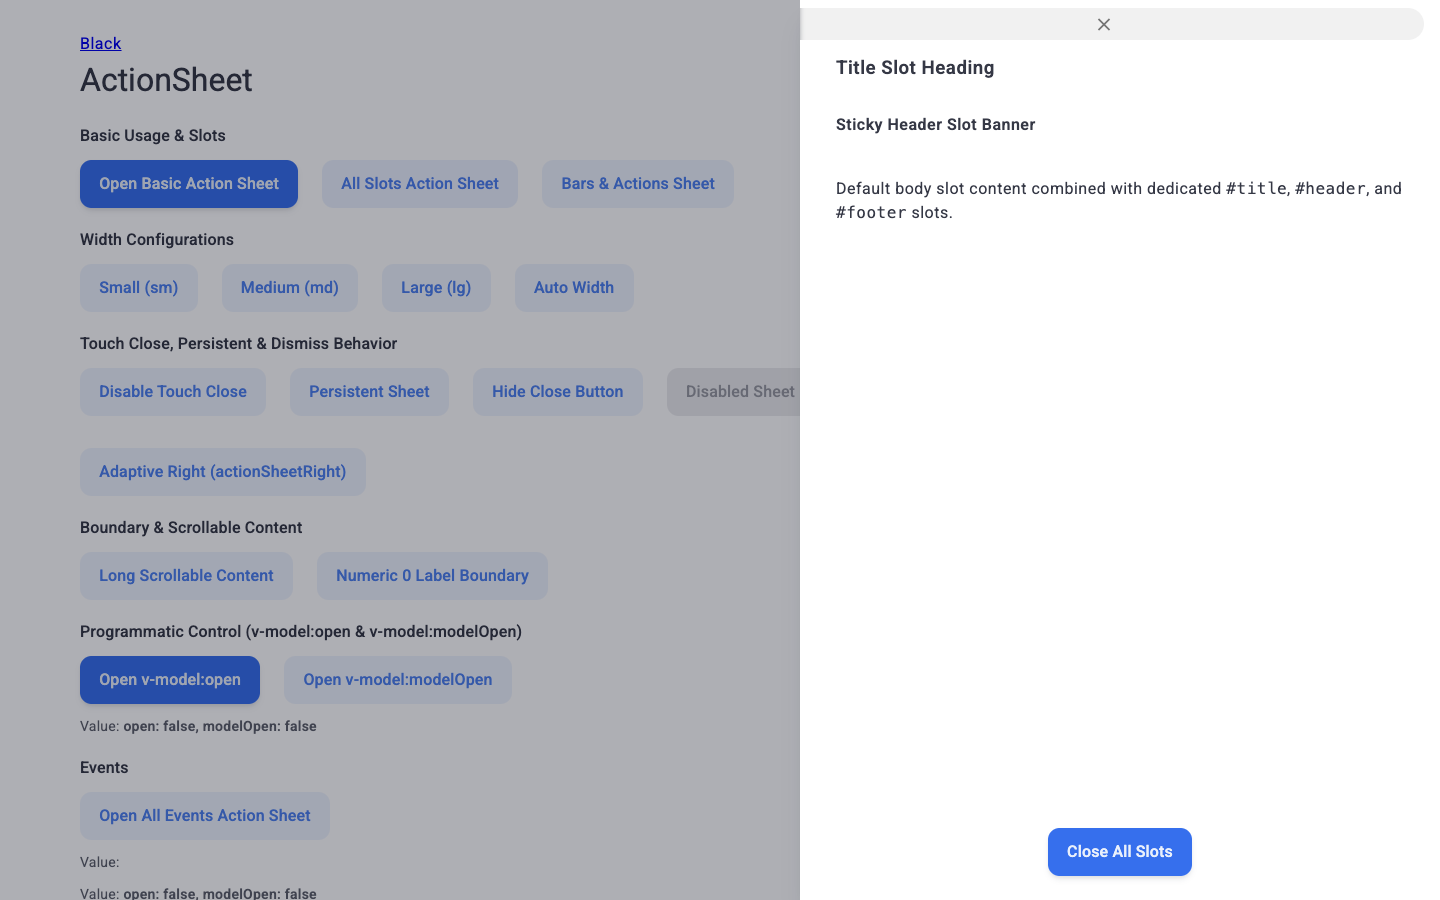 Black
ActionSheet
Basic Usage & Slots
Open Basic Action Sheet
All Slots Action Sheet
Bars & Actions Sheet
Width Configurations
Small (sm)
Medium (md)
Large (lg)
Auto Width
Touch Close, Persistent & Dismiss Behavior
Disable Touch Close
Persistent Sheet
Hide Close Button
Disabled Sheet
Adaptive Right (actionSheetRight)
Boundary & Scrollable Content
Long Scrollable Content
Numeric 0 Label Boundary
Programmatic Control (v-model:open & v-model:modelOpen)
Open v-model:open
Open v-model:modelOpen
Value: open: false, modelOpen: false
Events
Open All Events Action Sheet
Value:
Value: open: false, modelOpen: false
Title Slot Heading
Sticky Header Slot Banner
Default body slot content combined with dedicated #title, #header, and
#footer slots.
Close All Slots